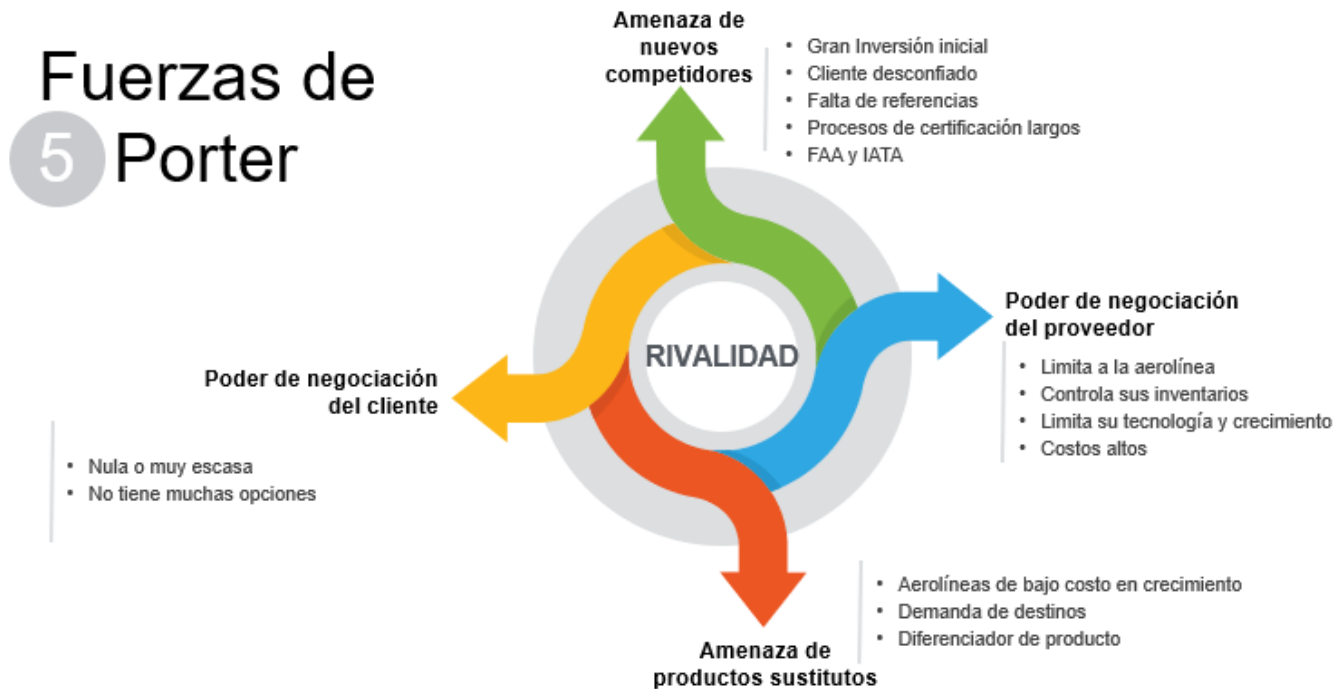 Fuerzas de
5 Porter
Amenaza de
nuevos
competidores
• Gran Inversión inicial
• Cliente desconfiado
• Falta de referencias
• Procesos de certificación largos
• FAA y IATA
RIVALIDAD
Poder de negociación
del proveedor
• Limita a la aerolínea
• Controla sus inventarios
• Limita su tecnología y crecimiento
• Costos altos
Poder de negociación
del cliente
• Nula o muy escasa
• No tiene muchas opciones
• Aerolíneas de bajo costo en crecimiento
• Demanda de destinos
• Diferenciador de producto
Amenaza de
productos sustitutos